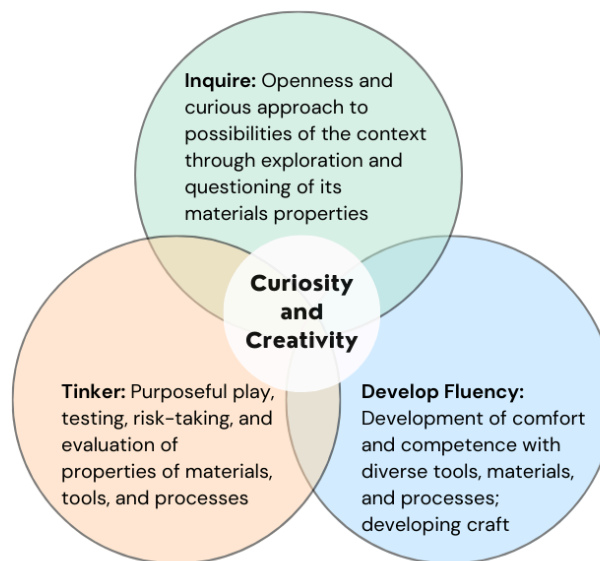 Inquire: Openness and
curious approach to
possibilities of the context
through exploration and
questioning of its
materials properties
Curiosity
and
Creativity
Tinker: Purposeful play,
testing, risk-taking, and
evaluation of
properties of materials,
tools, and processes
Develop Fluency:
Development of comfort
and competence with
diverse tools, materials,
and processes;
developing craft